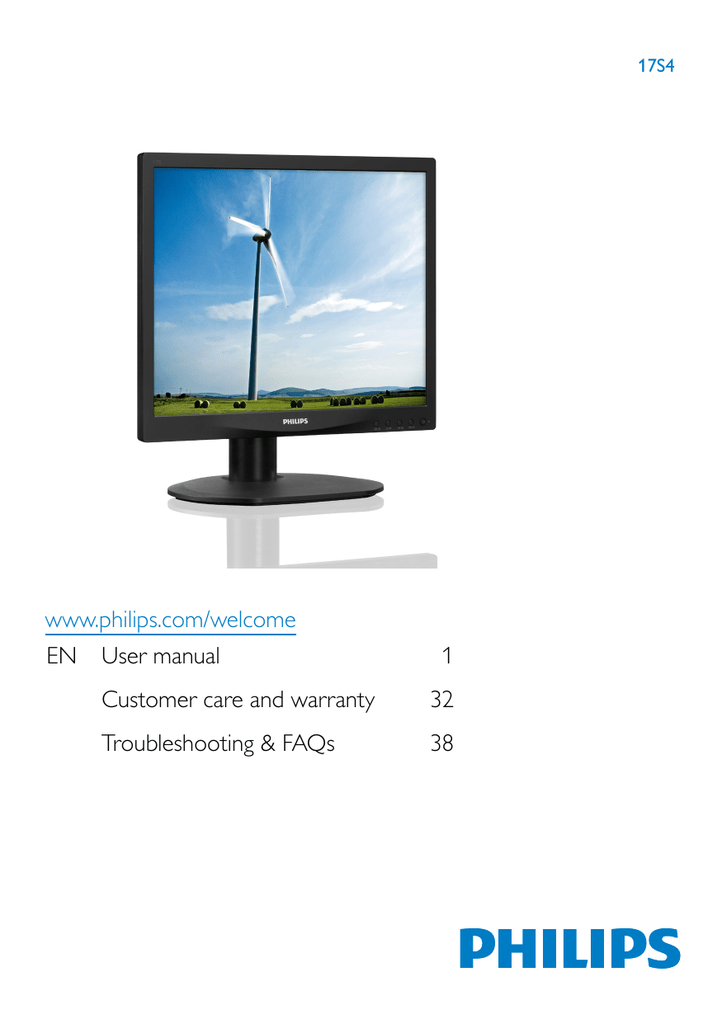 17S4
PHILIPS
www.philips.com/welcome
EN User manual 1
Customer care and warranty 32
Troubleshooting & FAQs 38
PHILIPS